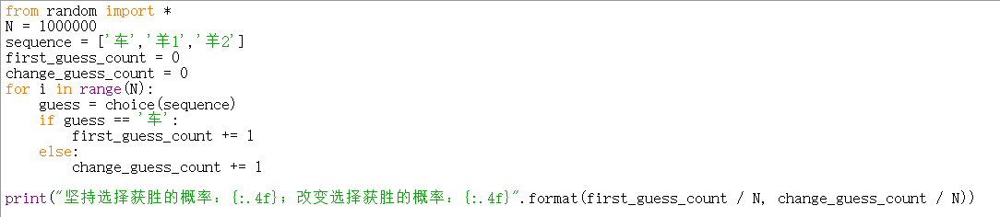 from random import *
N = 1000000
sequence = ['车','羊1','羊2']
first_guess_count = 0
change_guess_count = 0
for i in range(N):
    guess = choice(sequence)
    if guess == '车':
        first_guess_count += 1
    else:
        change_guess_count += 1
print("坚持选择获胜的概率：{:.4f}；改变选择获胜的概率：{:.4f}".format(first_guess_count / N, change_guess_count / N))